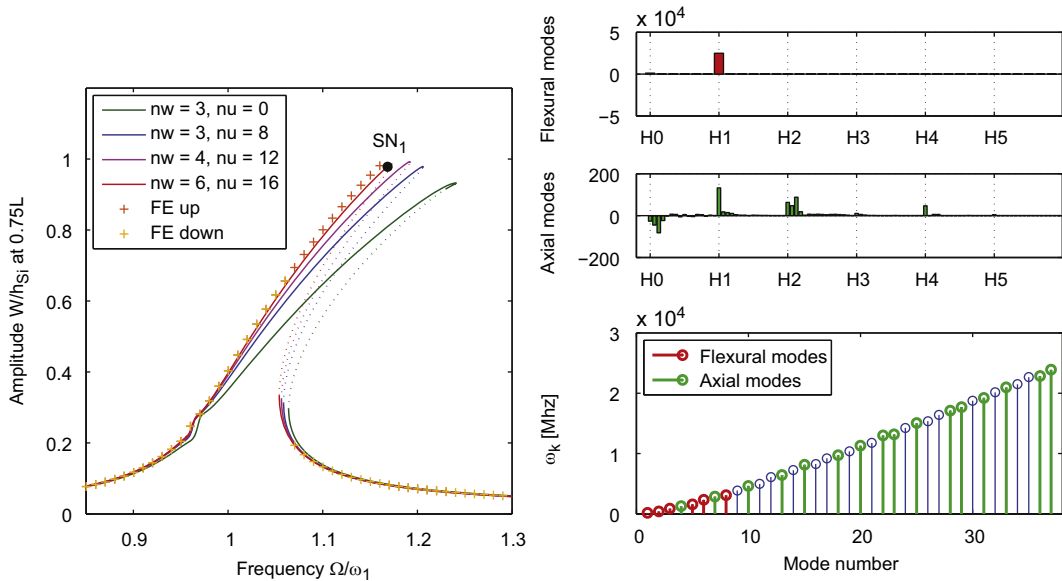 Amplitude W/hSi at 0.75L
1
0.8
0.6
0.4
0.2
0
nw = 3, nu = 0
nw = 3, nu = 8
nw = 4, nu = 12
nw = 6, nu = 16
FE up
FE down
SN1
0.9 1 1.1 1.2 1.3
Frequency Ω/ω1
x 10^4
Flexural modes
5
0
−5
H0 H1 H2 H3 H4 H5
Axial modes
200
0
−200
H0 H1 H2 H3 H4 H5
x 10^4
ωk [Mhz]
3
2
1
0
Flexural modes
Axial modes
0 10 20 30
Mode number